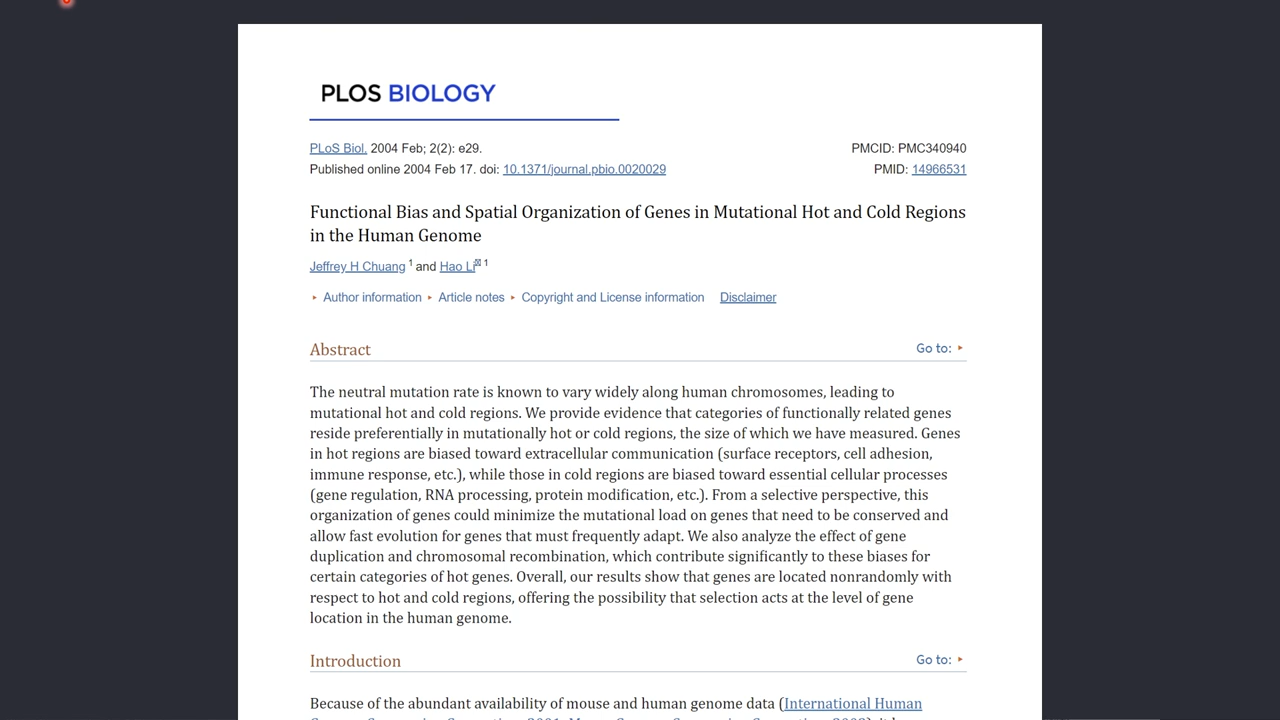 PLOS BIOLOGY
PLoS Biol. 2004 Feb; 2(2): e29.
PMCID: PMC340940
Published online 2004 Feb 17. doi: 10.1371/journal.pbio.0020029
PMID: 14966531
Functional Bias and Spatial Organization of Genes in Mutational Hot and Cold Regions
in the Human Genome
Jeffrey H Chuang 1 and Hao Li 1
Author information Article notes Copyright and License information Disclaimer
Abstract
Go to:
The neutral mutation rate is known to vary widely along human chromosomes, leading to
mutational hot and cold regions. We provide evidence that categories of functionally related genes
reside preferentially in mutationally hot or cold regions, the size of which we have measured. Genes
in hot regions are biased toward extracellular communication (surface receptors, cell adhesion,
immune response, etc.), while those in cold regions are biased toward essential cellular processes
(gene regulation, RNA processing, protein modification, etc.). From a selective perspective, this
organization of genes could minimize the mutational load on genes that need to be conserved and
allow fast evolution for genes that must frequently adapt. We also analyze the effect of gene
duplication and chromosomal recombination, which contribute significantly to these biases for
certain categories of hot genes. Overall, our results show that genes are located nonrandomly with
respect to hot and cold regions, offering the possibility that selection acts at the level of gene
location in the human genome.
Introduction
Go to:
Because of the abundant availability of mouse and human genome data (International Human